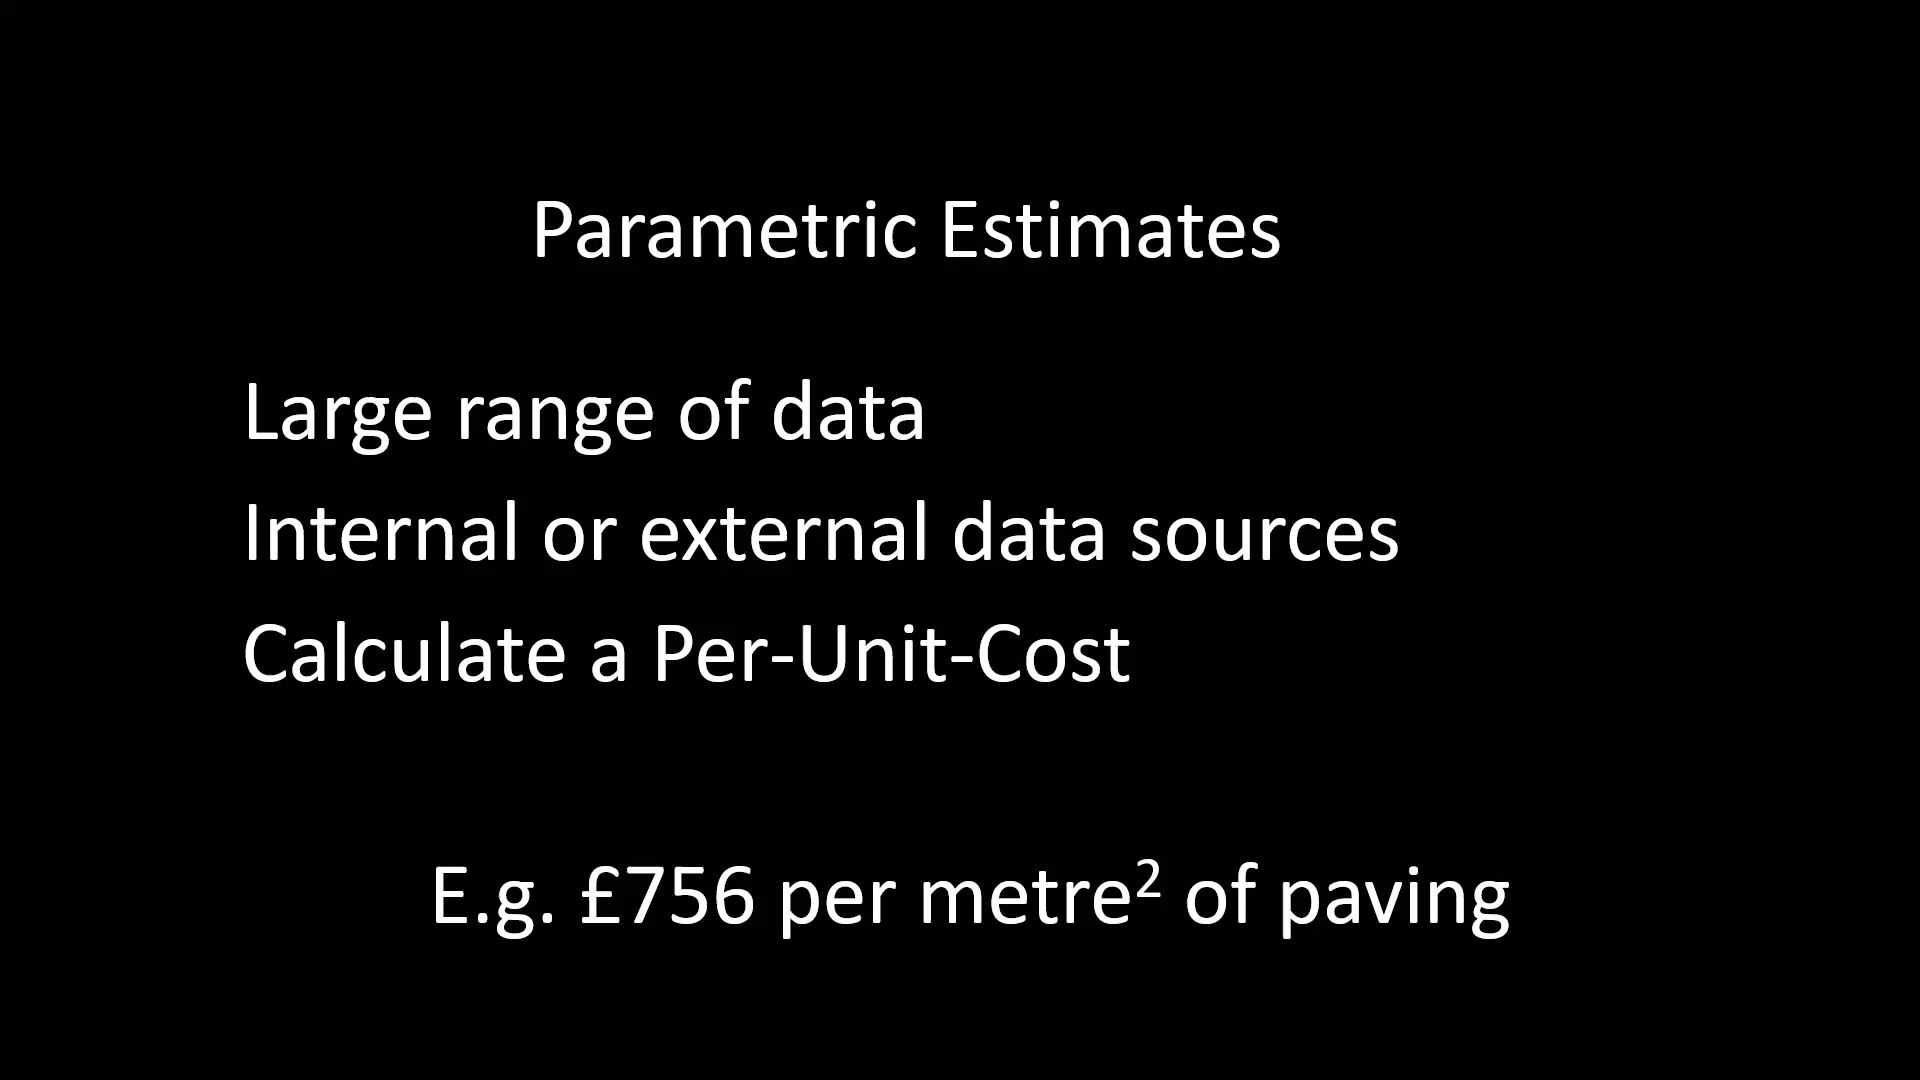 Parametric Estimates
Large range of data
Internal or external data sources
Calculate a Per-Unit-Cost
E.g. £756 per metre² of paving